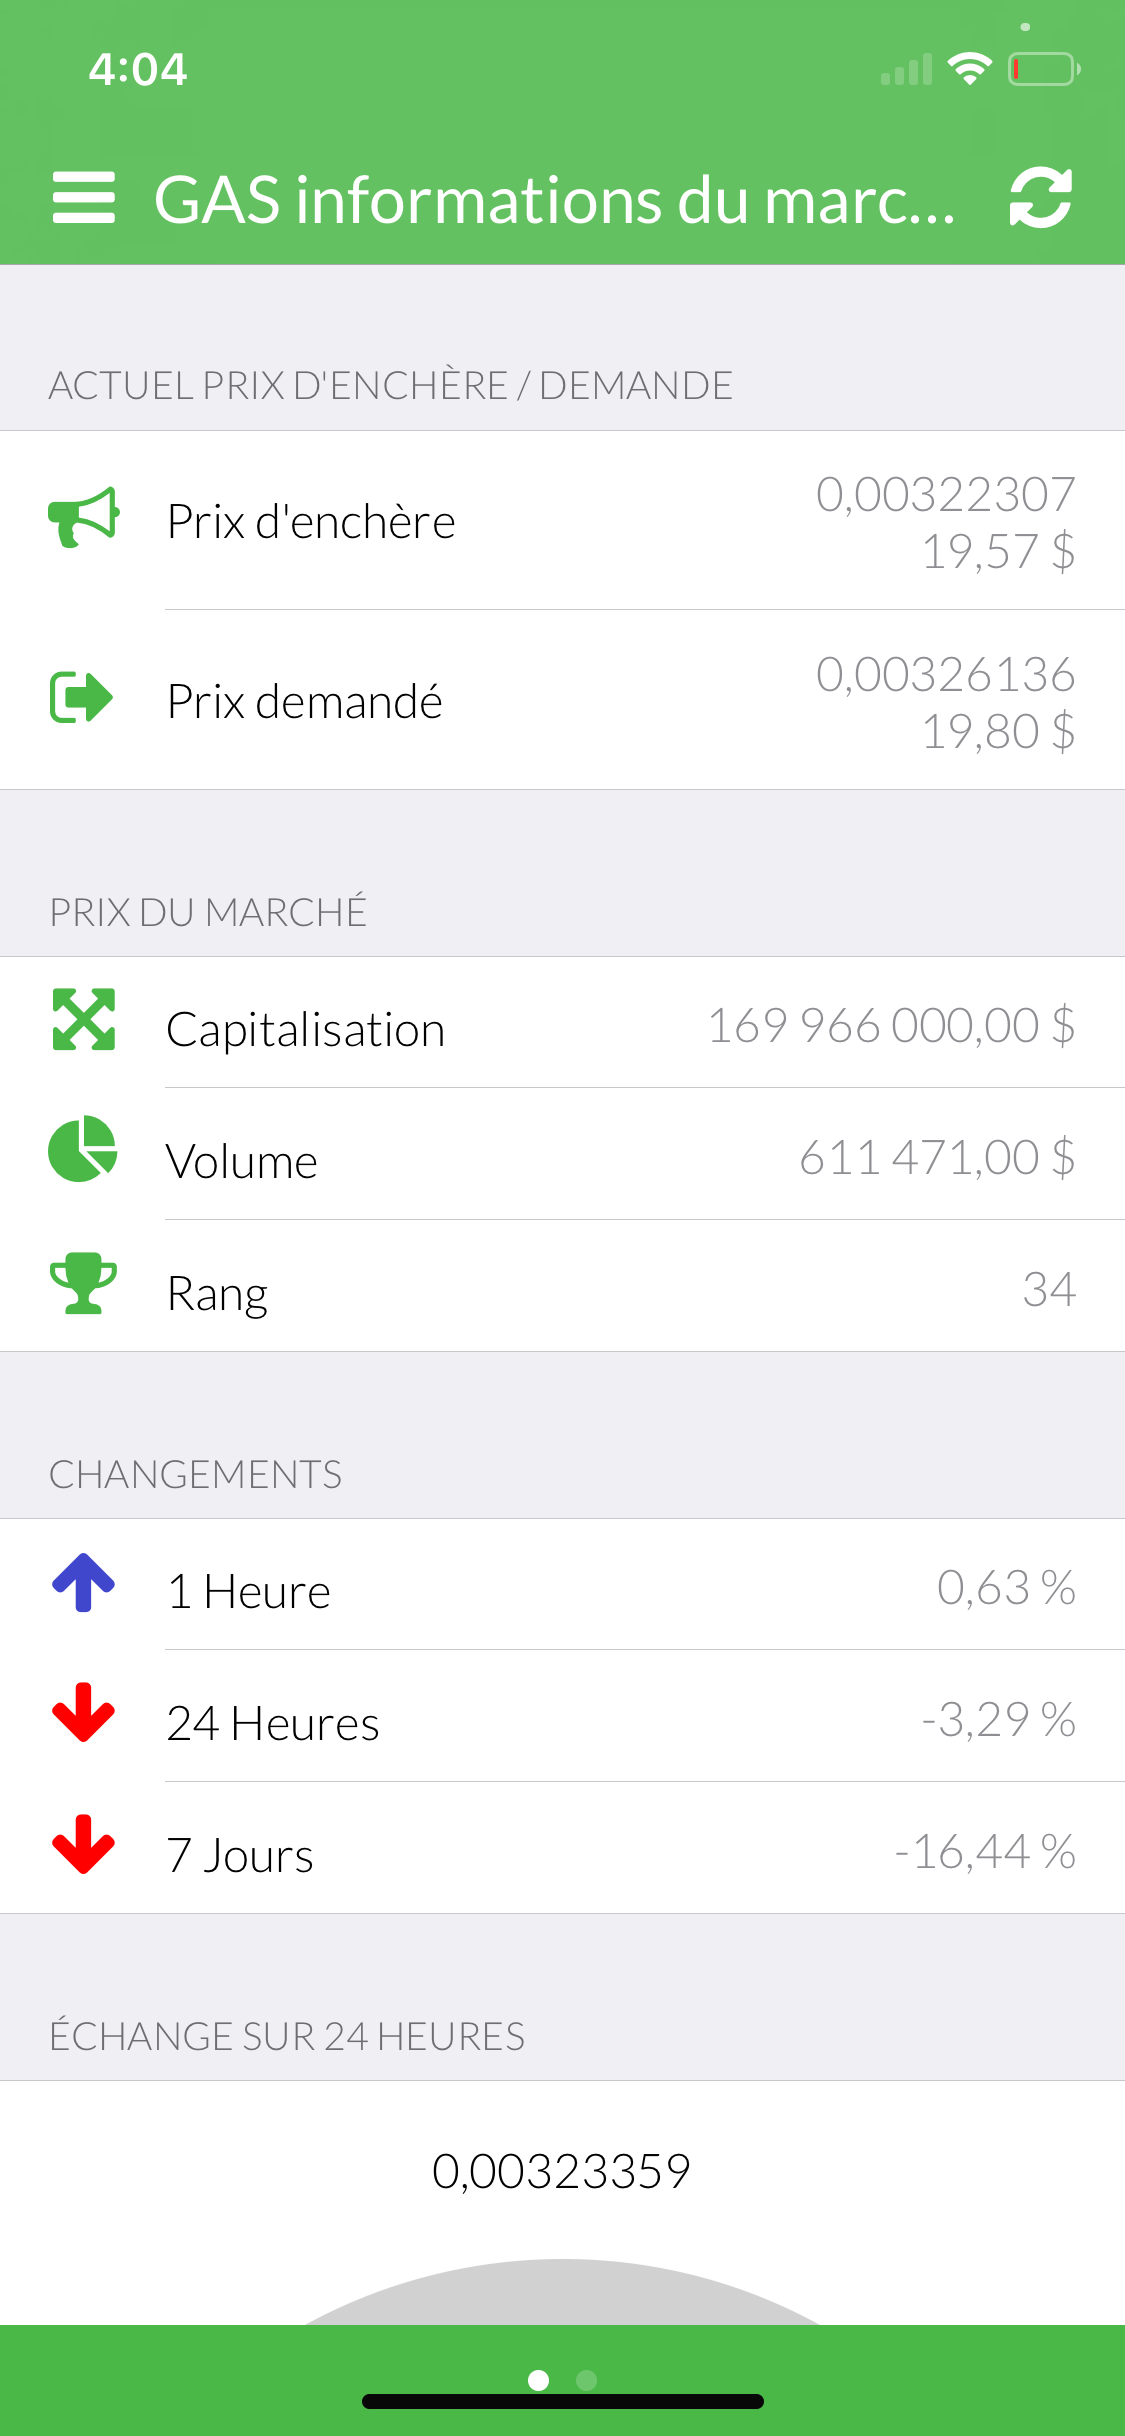 4:04
GAS informations du marc...
ACTUEL PRIX D'ENCHÈRE / DEMANDE
Prix d'enchère
0,00322307
19,57 $
Prix demandé
0,00326136
19,80 $
PRIX DU MARCHÉ
Capitalisation 169 966 000,00 $
Volume 611 471,00 $
Rang 34
CHANGEMENTS
1 Heure 0,63 %
24 Heures -3,29 %
7 Jours -16,44 %
ÉCHANGE SUR 24 HEURES
0,00323359